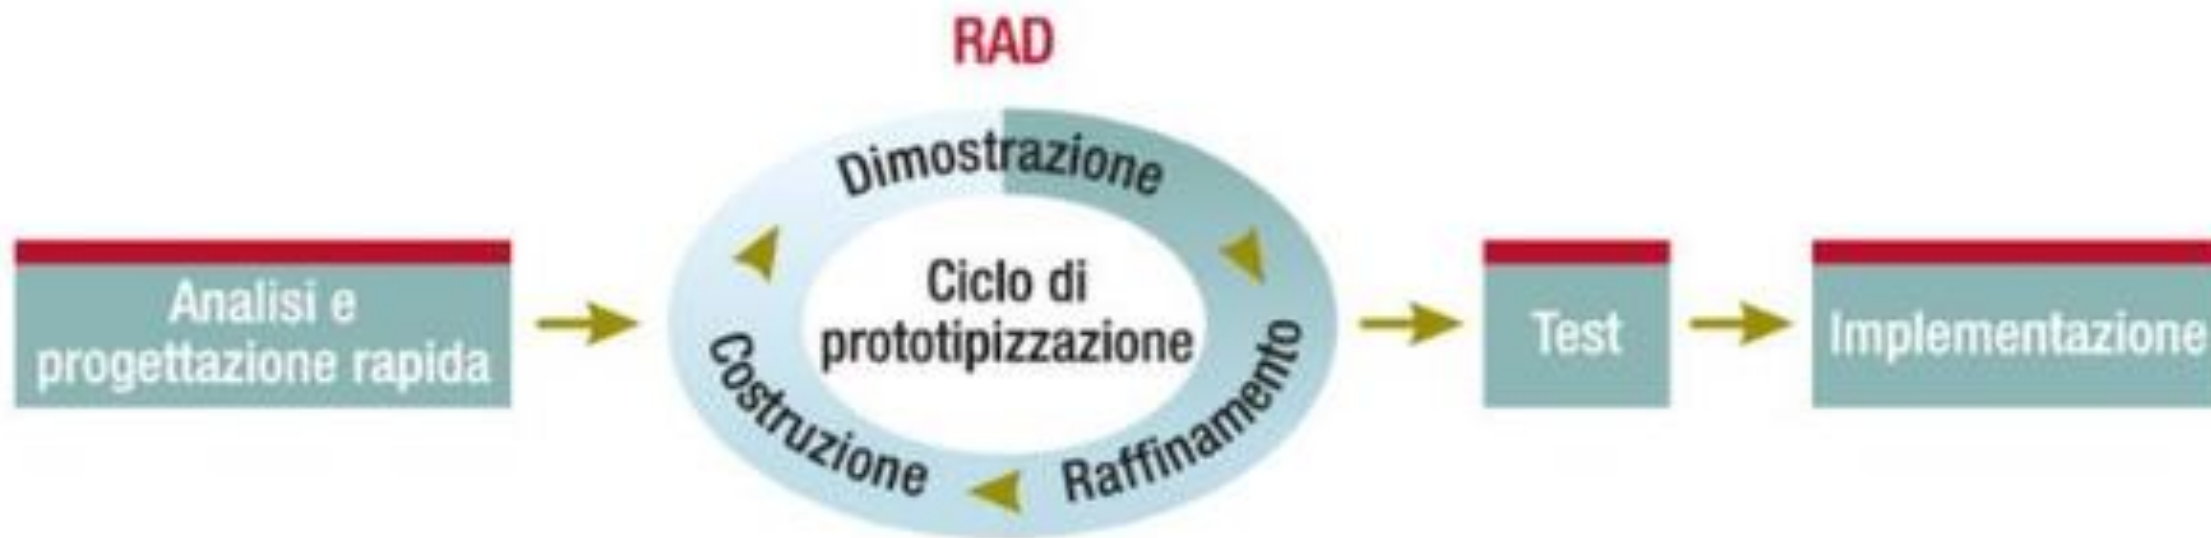 RAD
Analisi e
progettazione rapida
Dimostrazione
Ciclo di
prototipizzazione
Costruzione
Raffinamento
Test
Implementazione